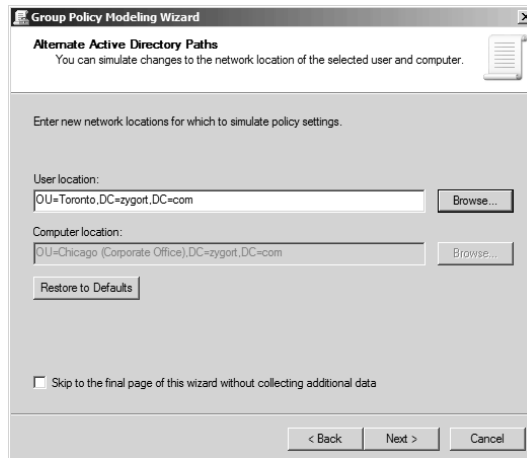 Group Policy Modeling Wizard
Alternate Active Directory Paths
You can simulate changes to the network location of the selected user and computer.
Enter new network locations for which to simulate policy settings.
User location:
OU=Toronto,DC=zygort,DC=com
Browse...
Computer location:
OU=Chicago (Corporate Office),DC=zygort,DC=com
Browse...
Restore to Defaults
Skip to the final page of this wizard without collecting additional data
< Back
Next >
Cancel